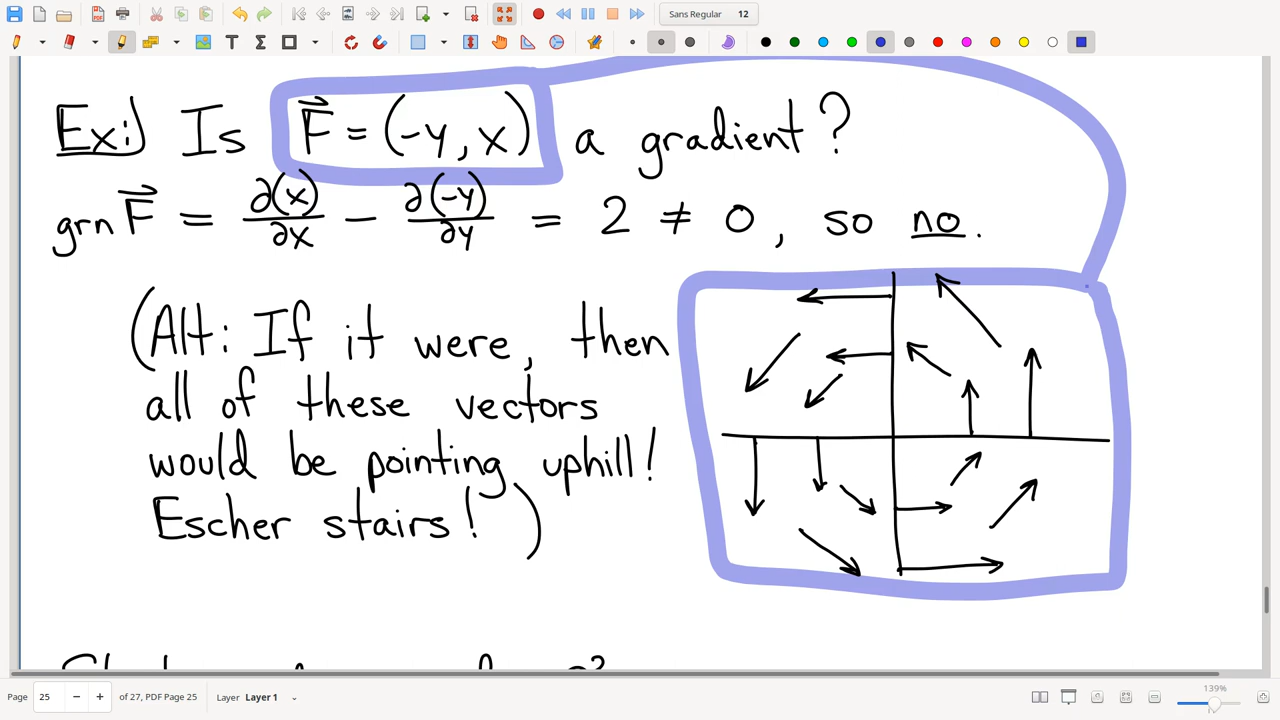 Sans Regular 12
Ex:) Is F⃗ = (-y, x) a gradient?
grn F⃗ = ∂(x)/∂x − ∂(-y)/∂y = 2 ≠ 0, so no.
(Alt: If it were, then
all of these vectors
would be pointing uphill!
Escher stairs!)
Page 25 of 27, PDF Page 25 Layer Layer 1 139%